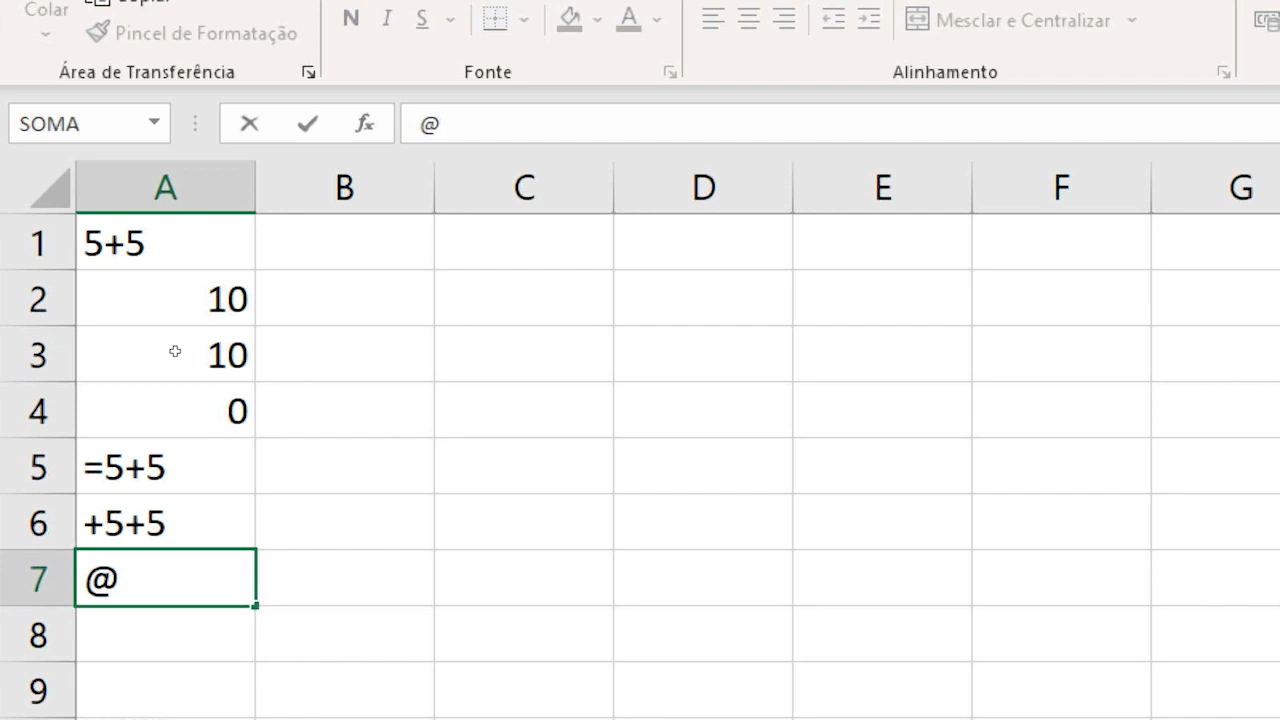 Colar
Pincel de Formatação
N I S A
Mesclar e Centralizar
Área de Transferência
Fonte
Alinhamento
SOMA
fx
@
A B C D E F G
1 5+5
2 10
3 10
4 0
5 =5+5
6 +5+5
7 @
8
9